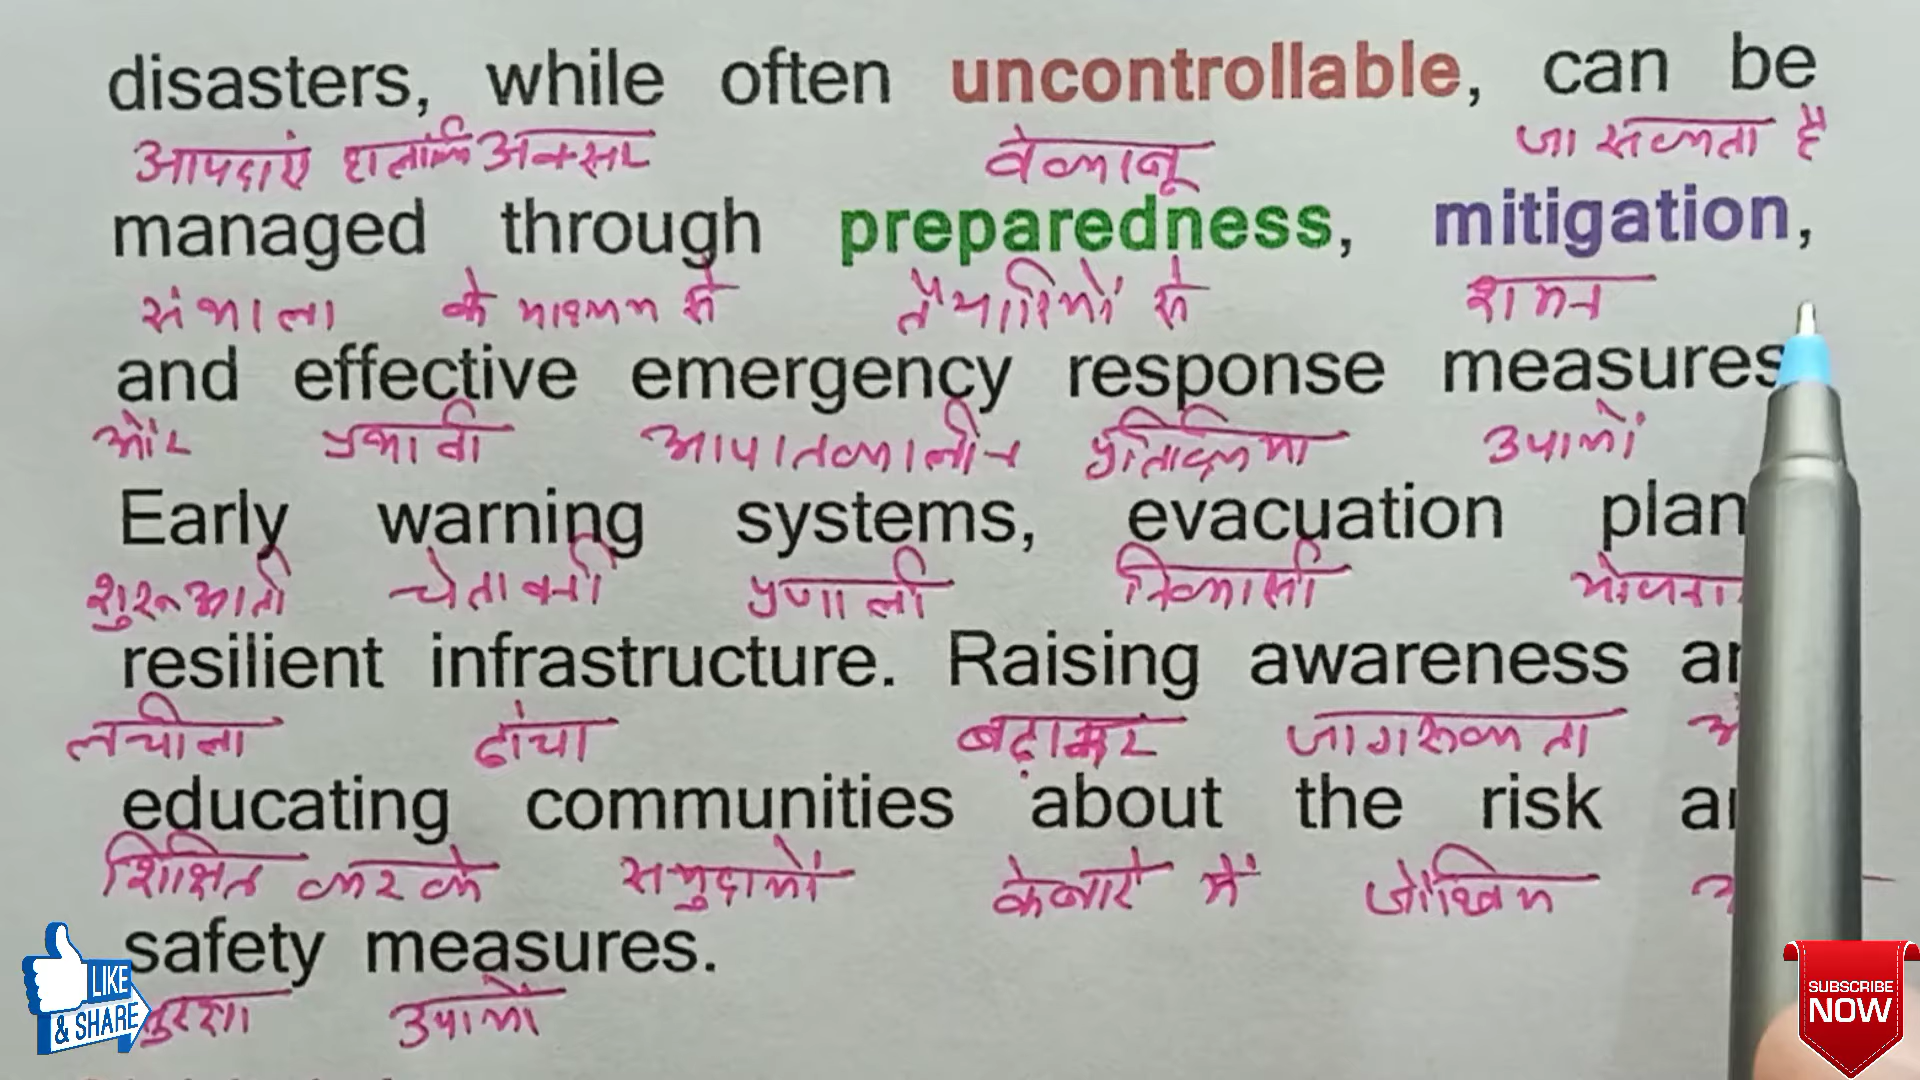 disasters, while often uncontrollable, can be
आपदाएं हालांकि अक्सर बेकाबू जा सकता है
managed through preparedness, mitigation,
संभाला के माध्यम से तैयारियों से शमन
and effective emergency response measures
और प्रभावी आपातकालीन प्रतिक्रिया उपायों
Early warning systems, evacuation plan
शुरूआती चेतावनी प्रणाली निकासी योजना
resilient infrastructure. Raising awareness
लचीला ढांचा बढ़ाकर जागरूकता
educating communities about the risk
शिक्षित करके समुदायों के बारे में जोखिम
safety measures.
सुरक्षा उपायों
LIKE
& SHARE
SUBSCRIBE
NOW